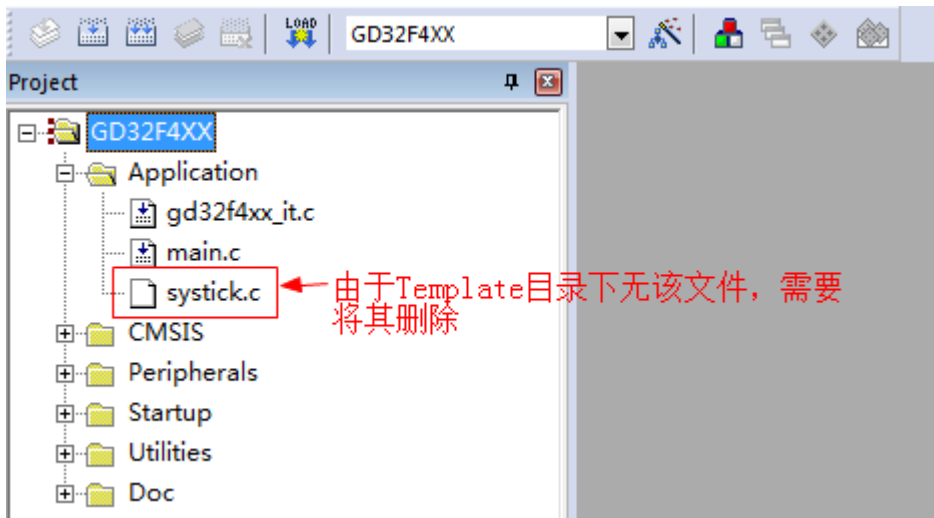 LOAD
GD32F4XX
Project
GD32F4XX
Application
gd32f4xx_it.c
main.c
systick.c
由于Template目录下无该文件，需要
将其删除
CMSIS
Peripherals
Startup
Utilities
Doc